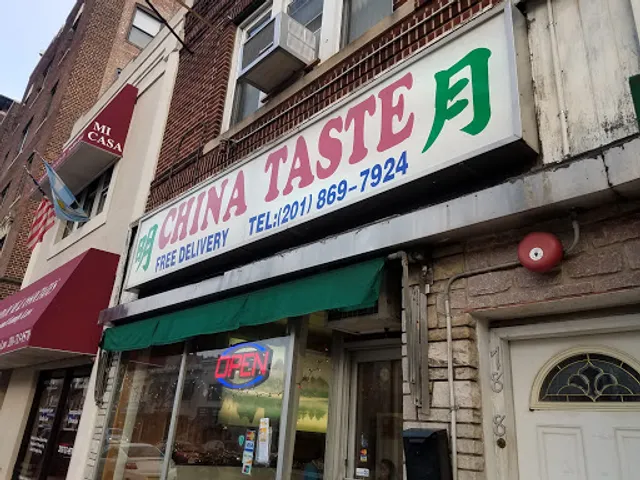 MI
CASA
明 CHINA TASTE 月
FREE DELIVERY TEL:(201) 869-7924
OPEN